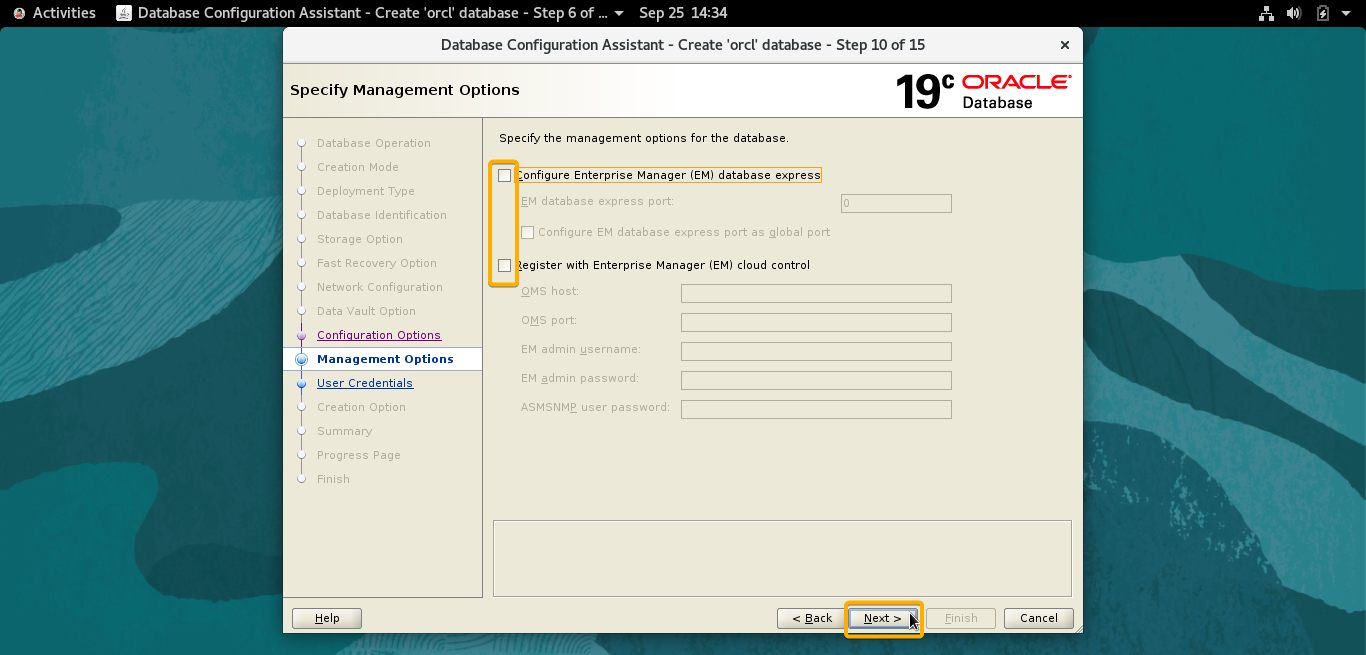 Activities Database Configuration Assistant - Create 'orcl' database - Step 6 of ... Sep 25 14:34
Database Configuration Assistant - Create 'orcl' database - Step 10 of 15 ×
Specify Management Options
19c ORACLE Database
Database Operation
Creation Mode
Deployment Type
Database Identification
Storage Option
Fast Recovery Option
Network Configuration
Data Vault Option
Configuration Options
Management Options
User Credentials
Creation Option
Summary
Progress Page
Finish
Specify the management options for the database.
Configure Enterprise Manager (EM) database express
EM database express port: 0
Configure EM database express port as global port
Register with Enterprise Manager (EM) cloud control
OMS host:
OMS port:
EM admin username:
EM admin password:
ASMSNMP user password:
Help < Back Next > Finish Cancel